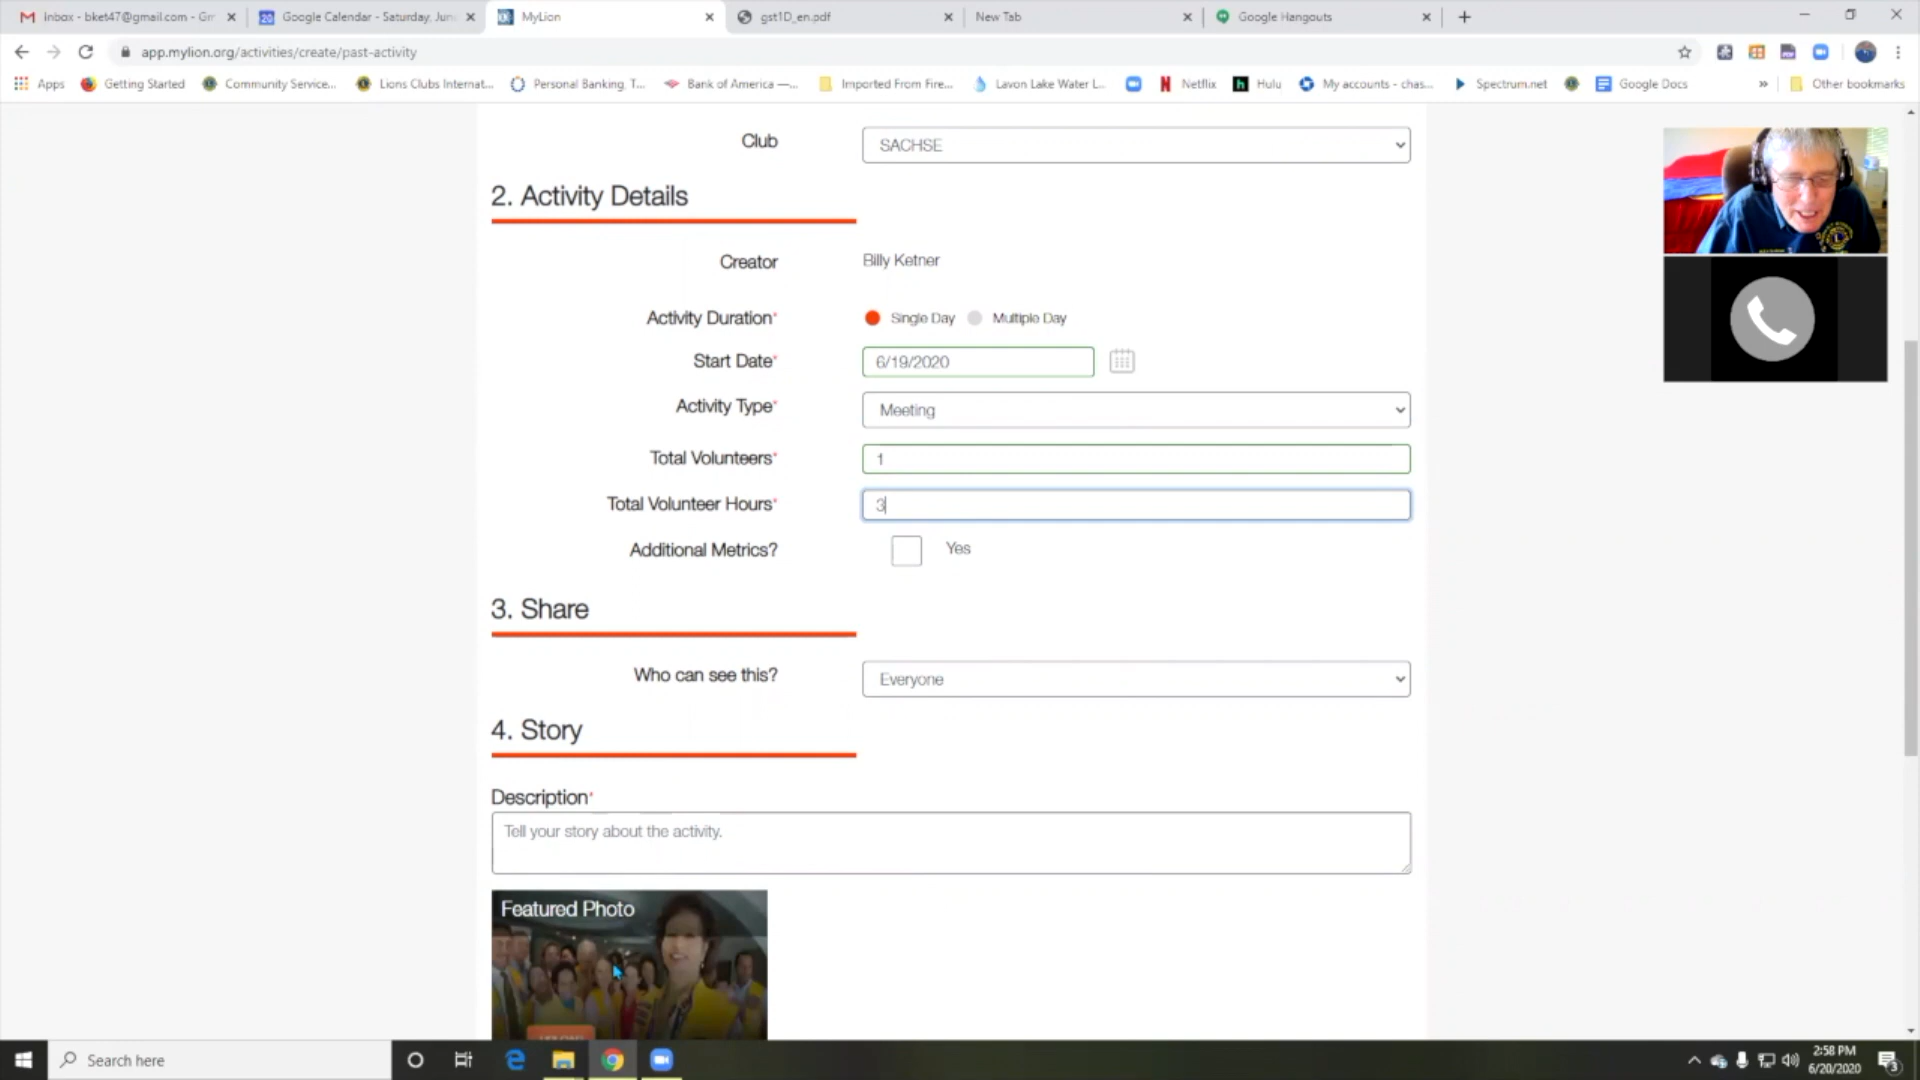 Inbox - bket47@gmail.com - Gm
Google Calendar - Saturday, Jun
MyLion
gst1D_en.pdf
New Tab
Google Hangouts
app.mylion.org/activities/create/past-activity
Apps
Getting Started
Community Service...
Lions Clubs Internat...
Personal Banking, T...
Bank of America —...
Imported From Fire...
Lavon Lake Water L...
Netflix
Hulu
My accounts - chas...
Spectrum.net
Google Docs
»
Other bookmarks
Club
SACHSE
2. Activity Details
Creator
Billy Ketner
Activity Duration*
Single Day
Multiple Day
Start Date*
6/19/2020
Activity Type*
Meeting
Total Volunteers*
1
Total Volunteer Hours*
3
Additional Metrics?
Yes
3. Share
Who can see this?
Everyone
4. Story
Description*
Tell your story about the activity.
Featured Photo
Search here
2:58 PM
6/20/2020
3